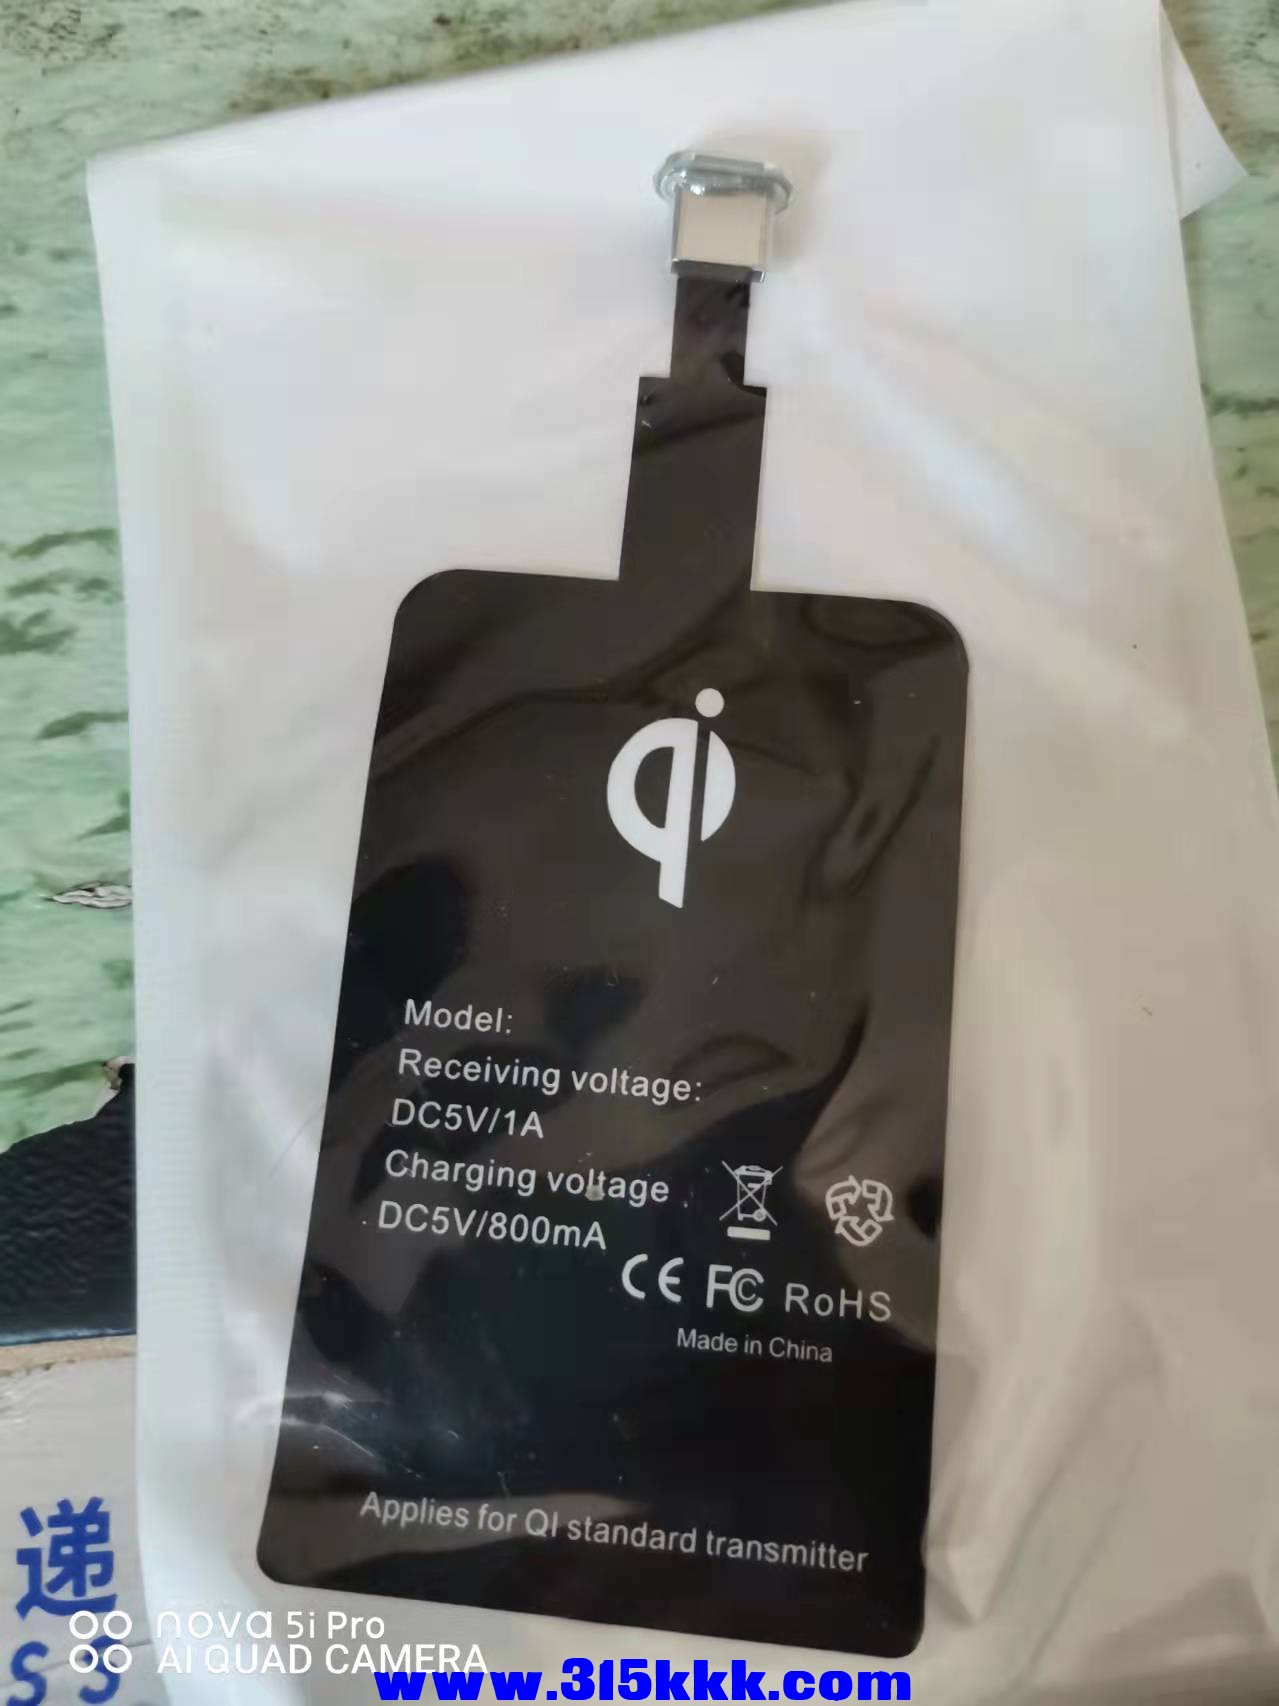 qi
Model:
Receiving voltage:
DC5V/1A
Charging voltage
DC5V/800mA
CE FC RoHS
Made in China
Applies for QI standard transmitter
递
SS
nova 5i Pro
AI QUAD CAMERA
www.315kkk.com